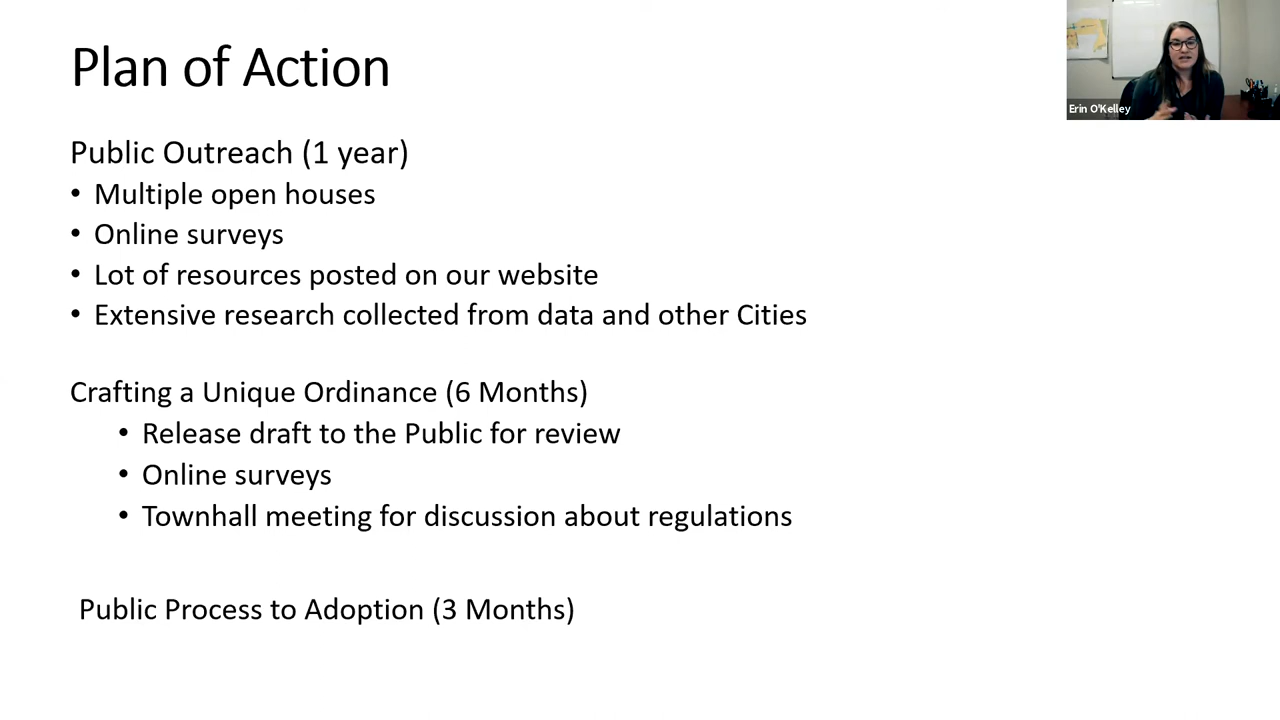 Plan of Action
Erin O'Kelley
Public Outreach (1 year)
• Multiple open houses
• Online surveys
• Lot of resources posted on our website
• Extensive research collected from data and other Cities
Crafting a Unique Ordinance (6 Months)
• Release draft to the Public for review
• Online surveys
• Townhall meeting for discussion about regulations
Public Process to Adoption (3 Months)